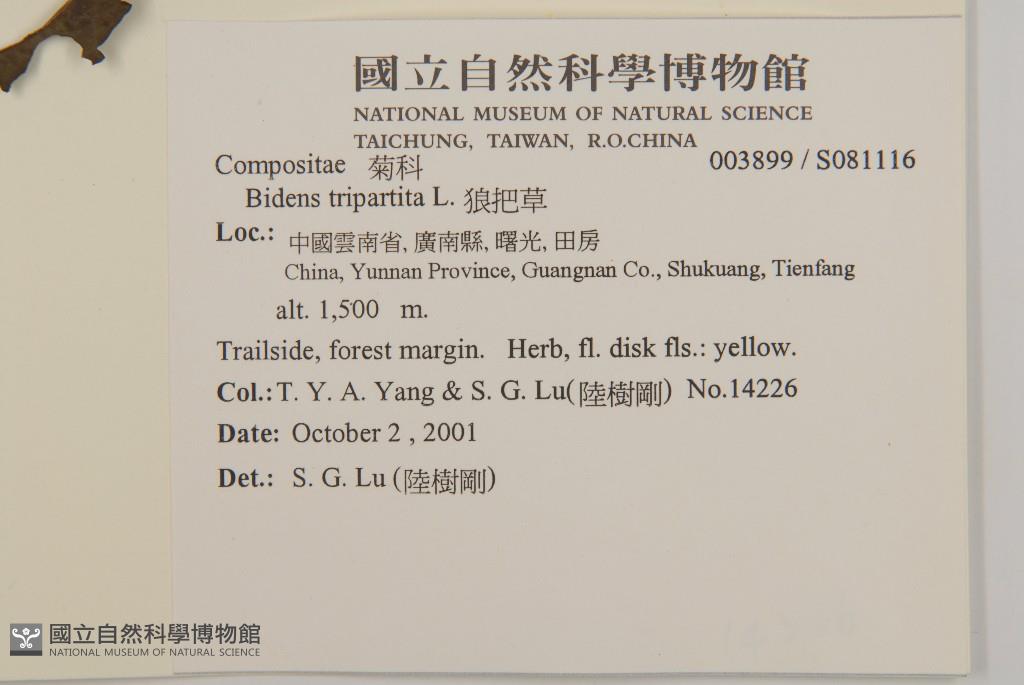 國立自然科學博物館
NATIONAL MUSEUM OF NATURAL SCIENCE
TAICHUNG, TAIWAN, R.O.CHINA
Compositae 菊科 003899 / S081116
Bidens tripartita L. 狼把草
Loc.: 中國雲南省, 廣南縣, 曙光, 田房
China, Yunnan Province, Guangnan Co., Shukuang, Tienfang
alt. 1,500 m.
Trailside, forest margin. Herb, fl. disk fls.: yellow.
Col.: T. Y. A. Yang & S. G. Lu(陸樹剛) No.14226
Date: October 2 , 2001
Det.: S. G. Lu (陸樹剛)
國立自然科學博物館
NATIONAL MUSEUM OF NATURAL SCIENCE